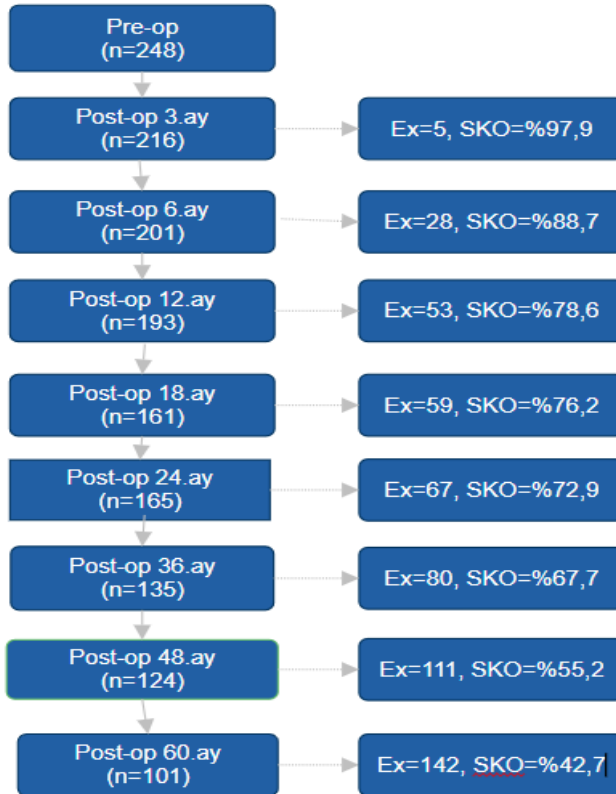 Pre-op
(n=248)
Post-op 3.ay
(n=216)
Ex=5, SKO=%97,9
Post-op 6.ay
(n=201)
Ex=28, SKO=%88,7
Post-op 12.ay
(n=193)
Ex=53, SKO=%78,6
Post-op 18.ay
(n=161)
Ex=59, SKO=%76,2
Post-op 24.ay
(n=165)
Ex=67, SKO=%72,9
Post-op 36.ay
(n=135)
Ex=80, SKO=%67,7
Post-op 48.ay
(n=124)
Ex=111, SKO=%55,2
Post-op 60.ay
(n=101)
Ex=142, SKO=%42,7